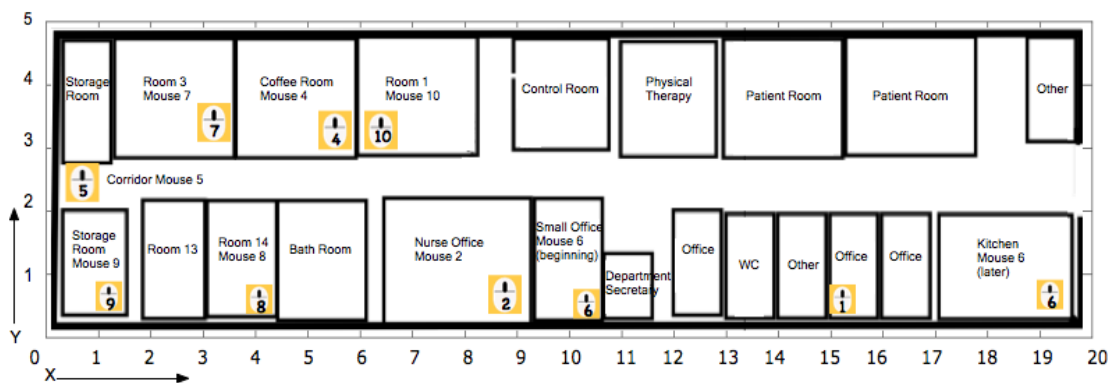 5
4
3
2
1
Y
0
1
2
3
4
5
6
7
8
9
10
11
12
13
14
15
16
17
18
19
20
X
Storage
Room
Room 3
Mouse 7
7
Coffee Room
Mouse 4
4
Room 1
Mouse 10
10
Control Room
Physical
Therapy
Patient Room
Patient Room
Other
5
Corridor Mouse 5
Storage
Room
Mouse 9
9
Room 13
Room 14
Mouse 8
8
Bath Room
Nurse Office
Mouse 2
2
Small Office
Mouse 6
(beginning)
6
Department
Secretary
Office
WC
Other
Office
1
Office
Kitchen
Mouse 6
(later)
6